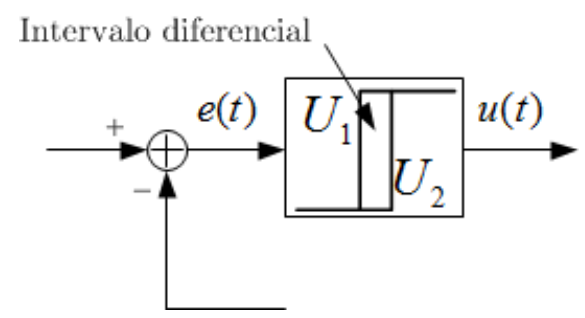 Intervalo diferencial
+ e(t) U₁ u(t)
− U₂